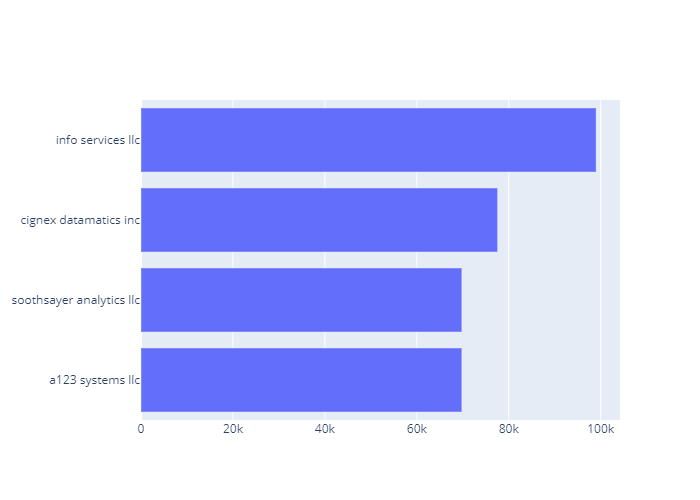 info services llc
cignex datamatics inc
soothsayer analytics llc
a123 systems llc
0 20k 40k 60k 80k 100k